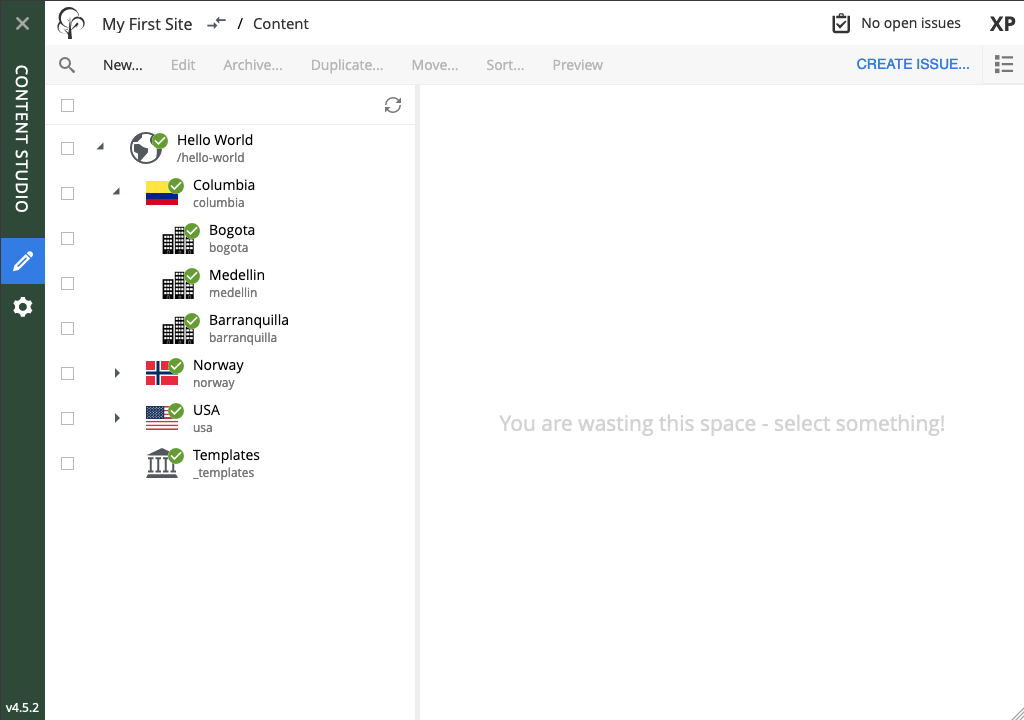 My First Site / Content
No open issues
XP
CONTENT STUDIO
New... Edit Archive... Duplicate... Move... Sort... Preview
CREATE ISSUE...
Hello World
/hello-world
Columbia
columbia
Bogota
bogota
Medellin
medellin
Barranquilla
barranquilla
Norway
norway
USA
usa
Templates
_templates
You are wasting this space - select something!
v4.5.2